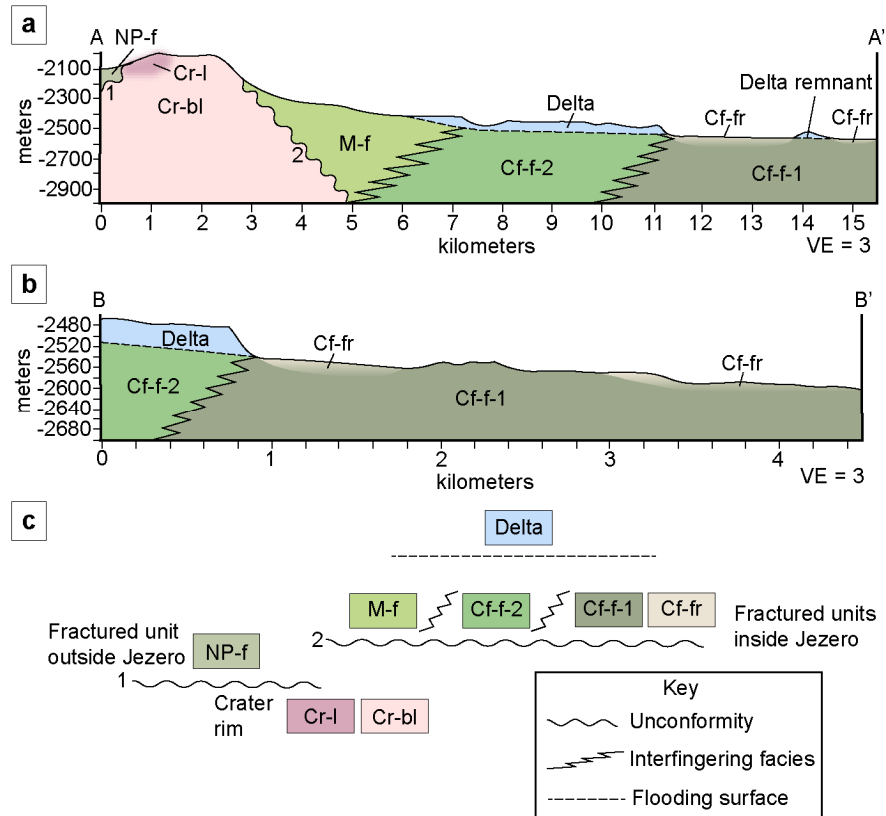 a
A
A'
NP-f
Cr-l
Cr-bl
1
2
M-f
Delta
Delta remnant
Cf-fr
Cf-fr
Cf-f-2
Cf-f-1
meters
-2100
-2300
-2500
-2700
-2900
0 1 2 3 4 5 6 7 8 9 10 11 12 13 14 15
kilometers
VE = 3
b
B
B'
meters
-2480
-2520
-2560
-2600
-2640
-2680
Delta
Cf-fr
Cf-fr
Cf-f-2
Cf-f-1
0 1 2 3 4
kilometers
VE = 3
c
Delta
M-f
Cf-f-2
Cf-f-1
Cf-fr
Fractured units
inside Jezero
2
Fractured unit
outside Jezero
NP-f
1
Crater
rim
Cr-l
Cr-bl
Key
Unconformity
Interfingering facies
Flooding surface